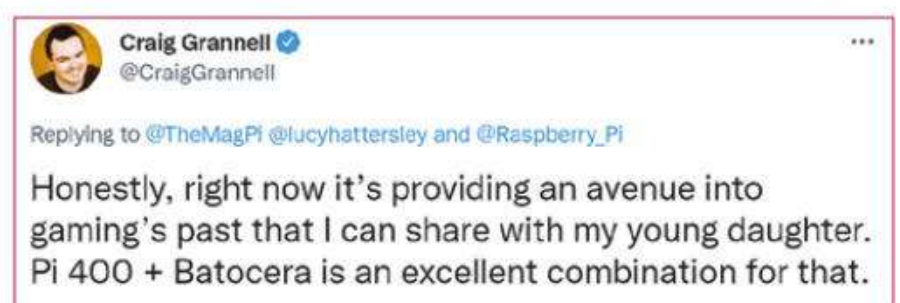 Craig Grannell
@CraigGrannell
Replying to @TheMagPi @lucyhattersley and @Raspberry_Pi
Honestly, right now it's providing an avenue into
gaming's past that I can share with my young daughter.
Pi 400 + Batocera is an excellent combination for that.